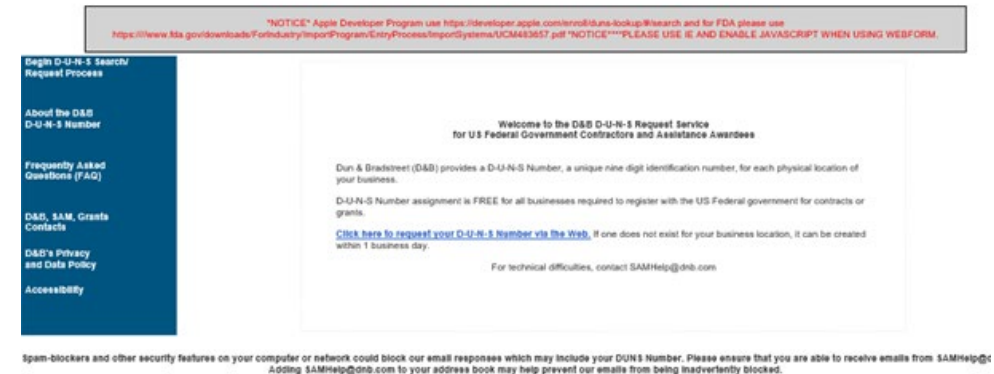 *NOTICE* Apple Developer Program use https://developer.apple.com/enroll/duns-lookup/#/search and for FDA please use
https:////www.fda.gov/downloads/ForIndustry/ImportProgram/EntryProcess/ImportSystems/UCM493657.pdf *NOTICE****PLEASE USE IE AND ENABLE JAVASCRIPT WHEN USING WEBFORM.
Begin D-U-N-S Search/
Request Process
About the D&B
D-U-N-S Number
Frequently Asked
Questions (FAQ)
D&B, SAM, Grants
Contacts
D&B's Privacy
and Data Policy
Accessibility
Welcome to the D&B D-U-N-S Request Service
for US Federal Government Contractors and Assistance Awardees
Dun & Bradstreet (D&B) provides a D-U-N-S Number, a unique nine digit identification number, for each physical location of
your business.
D-U-N-S Number assignment is FREE for all businesses required to register with the US Federal government for contracts or
grants.
Click here to request your D-U-N-S Number via the Web. If one does not exist for your business location, it can be created
within 1 business day.
For technical difficulties, contact SAMHelp@dnb.com
Spam-blockers and other security features on your computer or network could block our email responses which may include your DUNS Number. Please ensure that you are able to receive emails from SAMHelp@d
Adding SAMHelp@dnb.com to your address book may help prevent our emails from being inadvertently blocked.